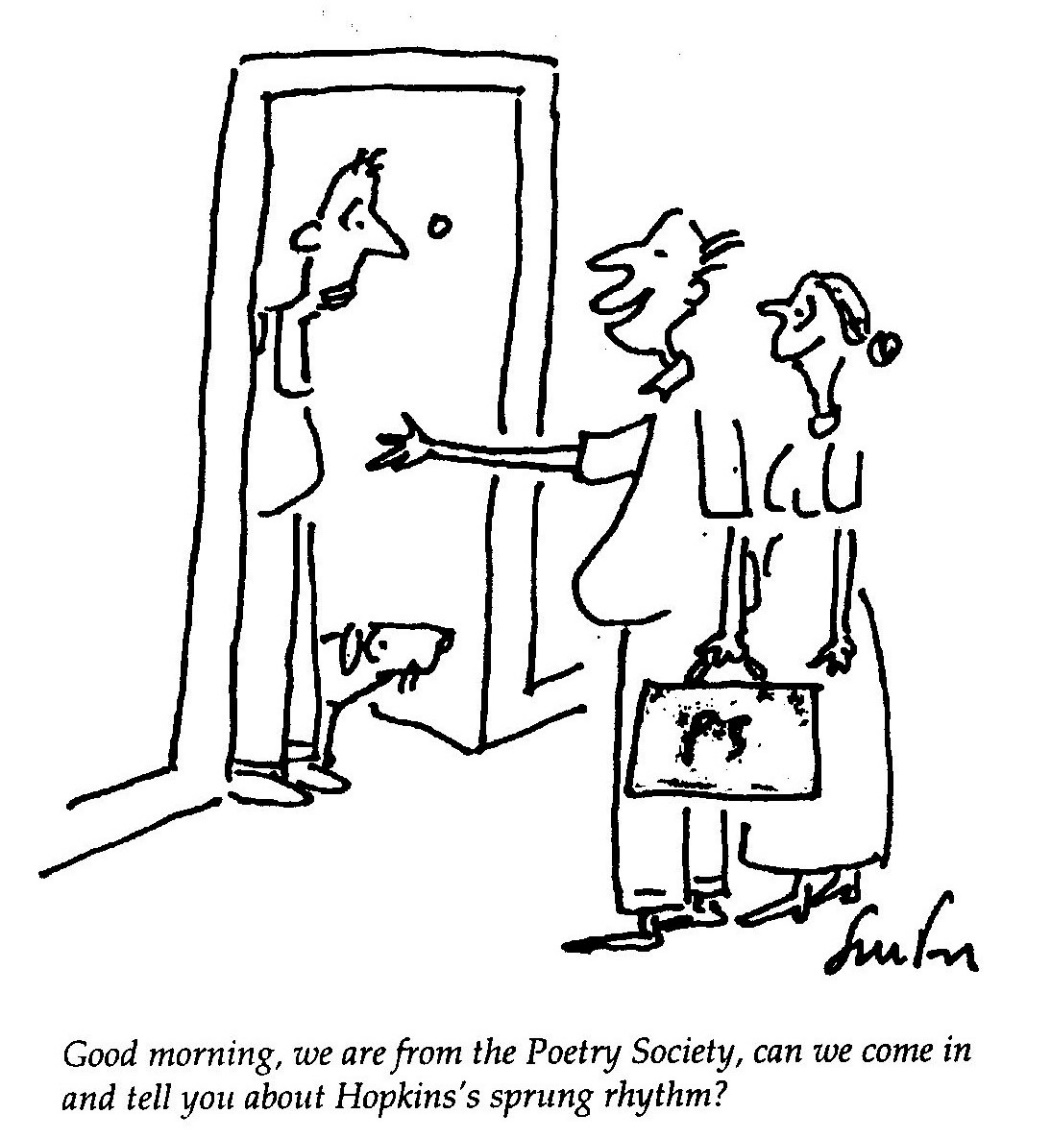 PS
Good morning, we are from the Poetry Society, can we come in
and tell you about Hopkins's sprung rhythm?